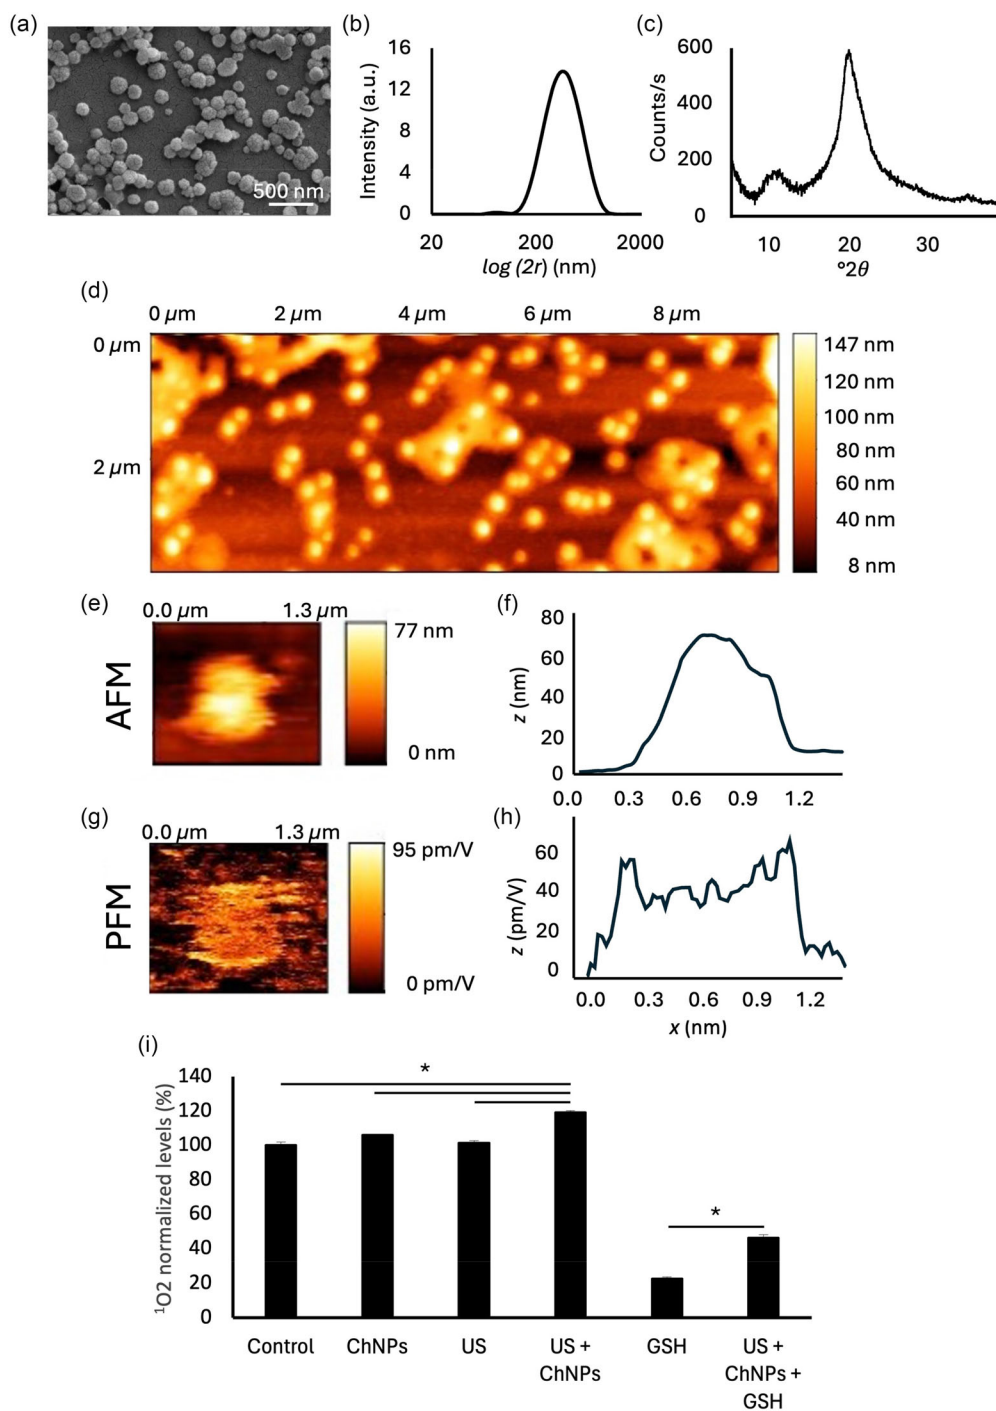 (a)
500 nm
(b)
16
12
8
4
0
Intensity (a.u.)
20 200 2000
log (2r) (nm)
(c)
600
400
200
0
Counts/s
10 20 30
°2θ
(d)
0 µm 2 µm 4 µm 6 µm 8 µm
0 µm
2 µm
147 nm
120 nm
100 nm
80 nm
60 nm
40 nm
8 nm
(e)
AFM
0.0 µm 1.3 µm
77 nm
0 nm
(f)
80
60
40
20
0
z (nm)
0.0 0.3 0.6 0.9 1.2
(g)
PFM
0.0 µm 1.3 µm
95 pm/V
0 pm/V
(h)
60
40
20
0
z (pm/V)
0.0 0.3 0.6 0.9 1.2
x (nm)
(i)
140
120
100
80
60
40
20
0
¹O2 normalized levels (%)
*
*
Control ChNPs US US + ChNPs GSH US + ChNPs + GSH